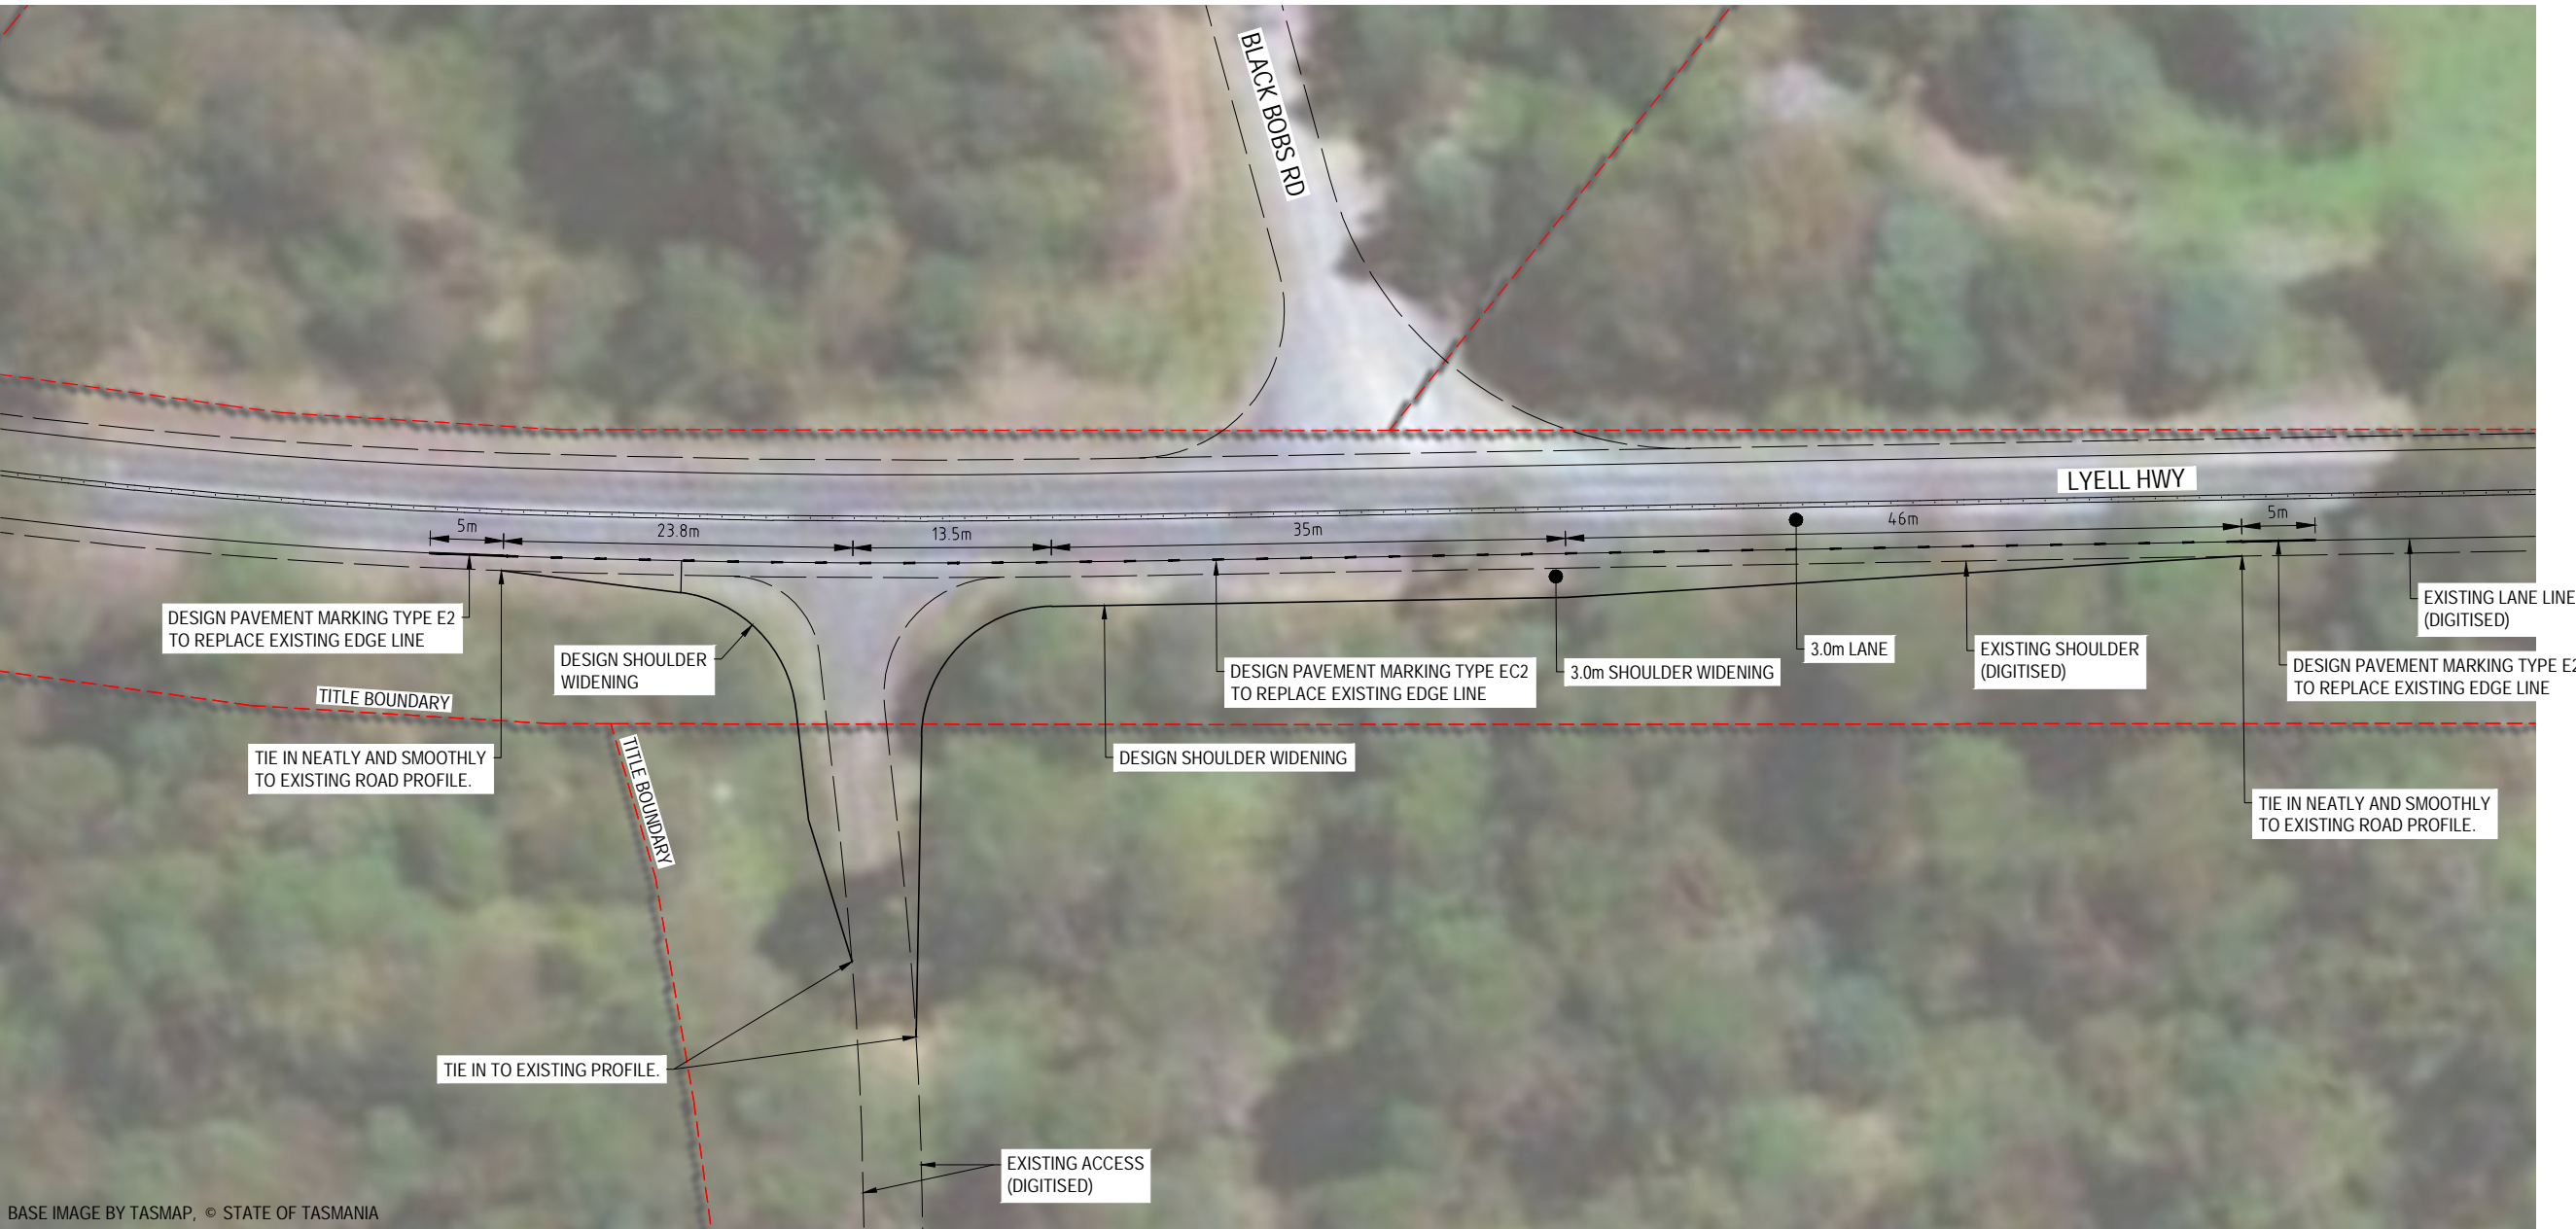 BLACK BOBS RD
LYELL HWY
5m
23.8m
13.5m
35m
46m
5m
DESIGN PAVEMENT MARKING TYPE E2
TO REPLACE EXISTING EDGE LINE
DESIGN SHOULDER
WIDENING
DESIGN PAVEMENT MARKING TYPE EC2
TO REPLACE EXISTING EDGE LINE
3.0m SHOULDER WIDENING
3.0m LANE
EXISTING SHOULDER
(DIGITISED)
EXISTING LANE LINE
(DIGITISED)
DESIGN PAVEMENT MARKING TYPE E2
TO REPLACE EXISTING EDGE LINE
TITLE BOUNDARY
TIE IN NEATLY AND SMOOTHLY
TO EXISTING ROAD PROFILE.
TITLE BOUNDARY
DESIGN SHOULDER WIDENING
TIE IN NEATLY AND SMOOTHLY
TO EXISTING ROAD PROFILE.
TIE IN TO EXISTING PROFILE.
EXISTING ACCESS
(DIGITISED)
BASE IMAGE BY TASMAP, © STATE OF TASMANIA